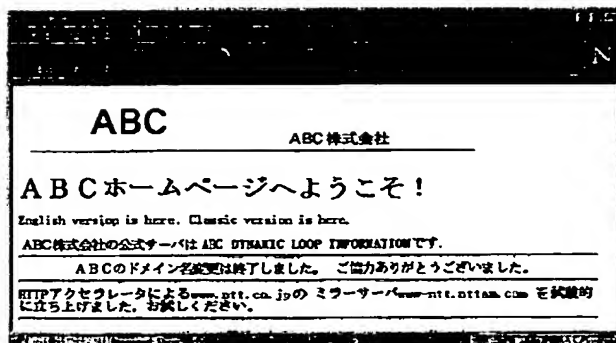 ABC
ABC株式会社
ABCホームページへようこそ!
English version is here. Classic version is here.
ABC株式会社の公式サーバは ABC DYNAMIC LOOP INFORMATIONです.
ABCのドメイン名変更は終了しました。 ご協力ありがとうございました。
HTTPアクセラレータによるwww.ntt.co.jpの ミラーサーバwww-ntt.nttam.com を試験的
に立ち上げました. お試しください。